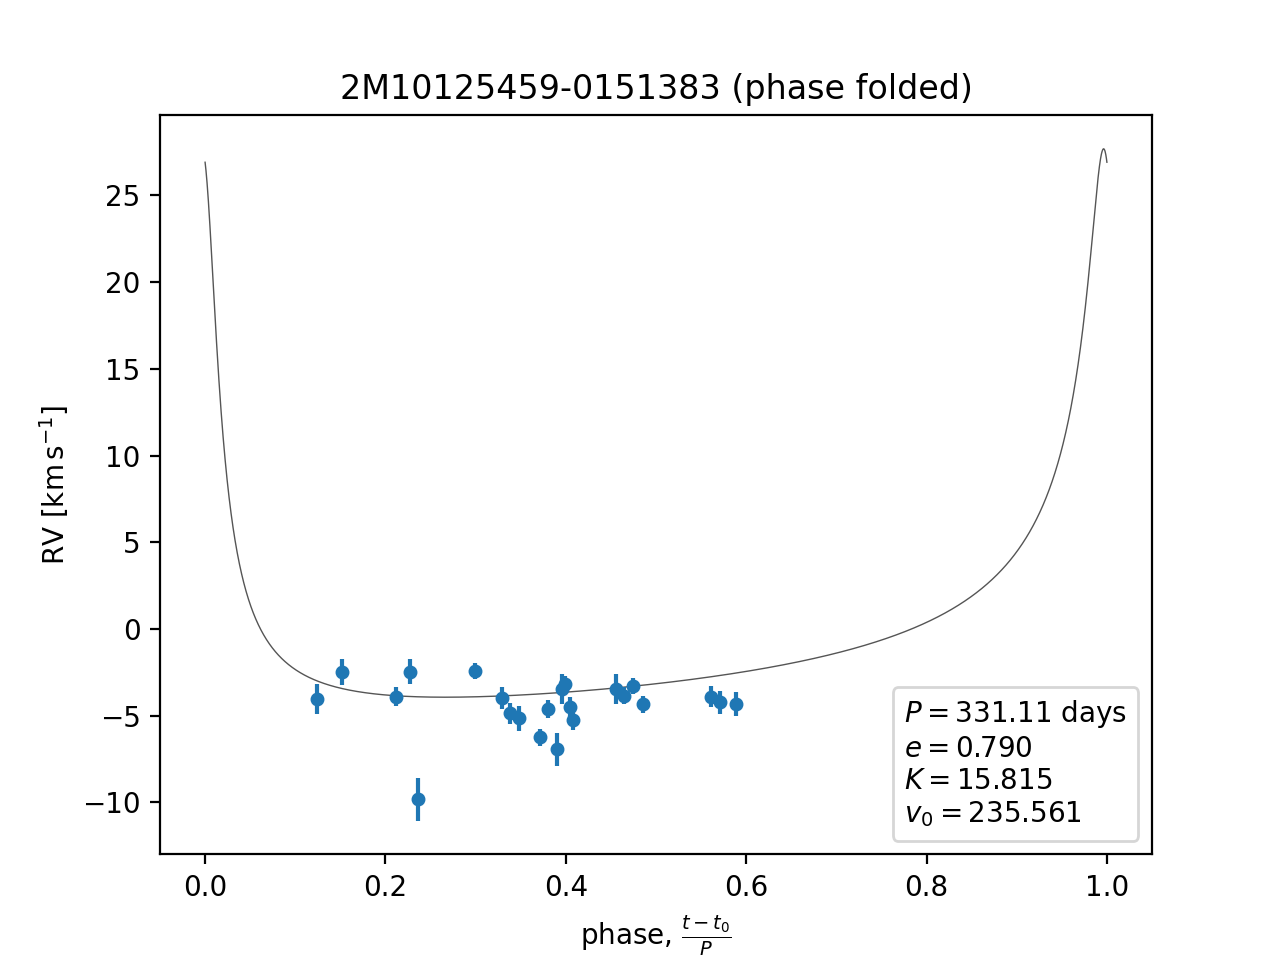 2M10125459-0151383 (phase folded)
RV [km s⁻¹]
25
20
15
10
5
0
−5
−10
P = 331.11 days
e = 0.790
K = 15.815
v₀ = 235.561
0.0 0.2 0.4 0.6 0.8 1.0
phase, (t − t₀)/P